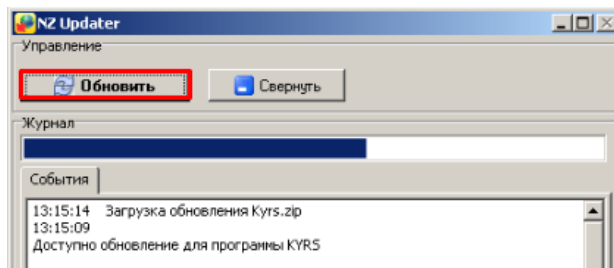 NZ Updater
Управление
Обновить Свернуть
Журнал
События
13:15:14 Загрузка обновления Kyrs.zip
13:15:09
Доступно обновление для программы KYRS